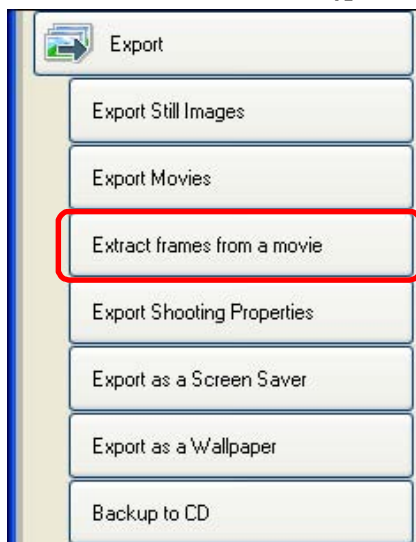 Export
Export Still Images
Export Movies
Extract frames from a movie
Export Shooting Properties
Export as a Screen Saver
Export as a Wallpaper
Backup to CD